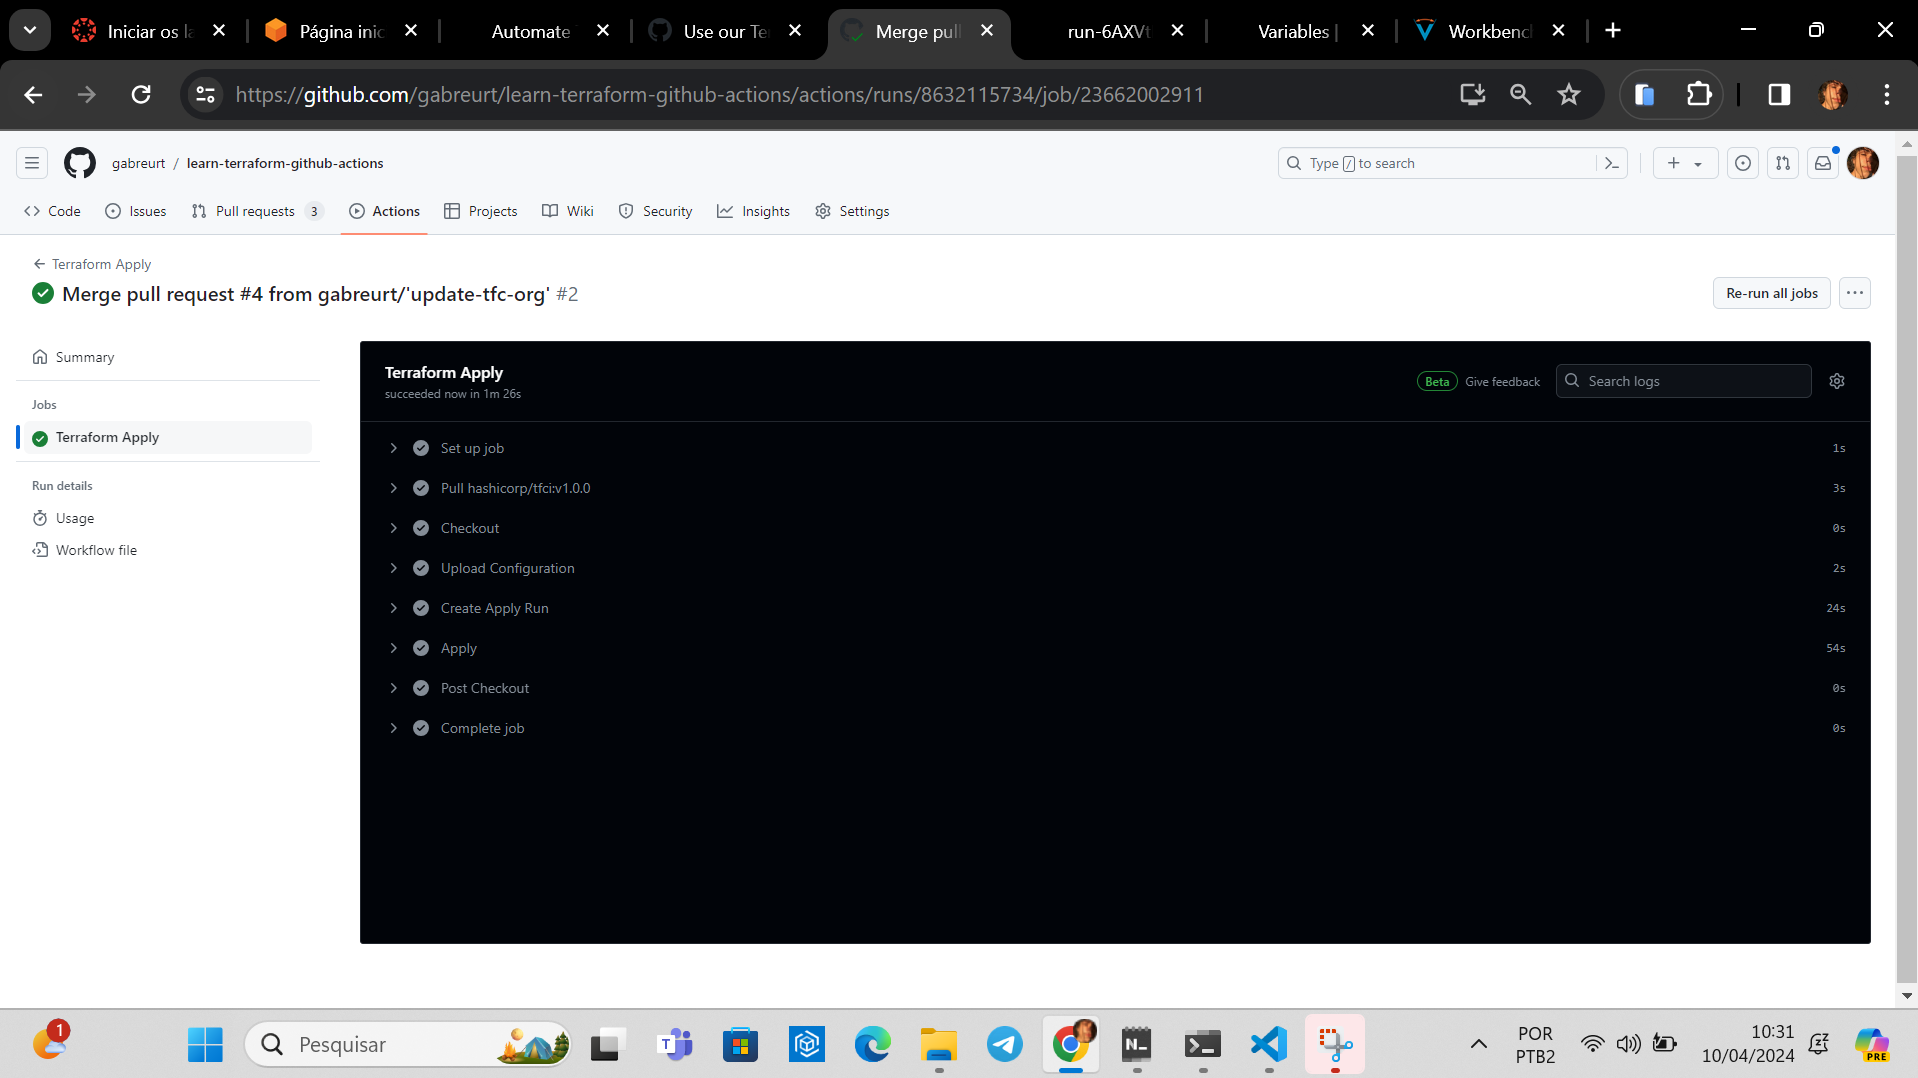 Iniciar os la
Página inic
Automate
Use our Te
Merge pull
run-6AXVt
Variables |
Workbench
https://github.com/gabreurt/learn-terraform-github-actions/actions/runs/8632115734/job/23662002911
gabreurt / learn-terraform-github-actions
Type / to search
Code
Issues
Pull requests 3
Actions
Projects
Wiki
Security
Insights
Settings
Terraform Apply
Merge pull request #4 from gabreurt/'update-tfc-org' #2
Re-run all jobs
Summary
Jobs
Terraform Apply
Run details
Usage
Workflow file
Terraform Apply
succeeded now in 1m 26s
Beta Give feedback
Search logs
Set up job 1s
Pull hashicorp/tfci:v1.0.0 3s
Checkout 0s
Upload Configuration 2s
Create Apply Run 24s
Apply 54s
Post Checkout 0s
Complete job 0s
1
Pesquisar
POR
PTB2
10:31
10/04/2024
PRE